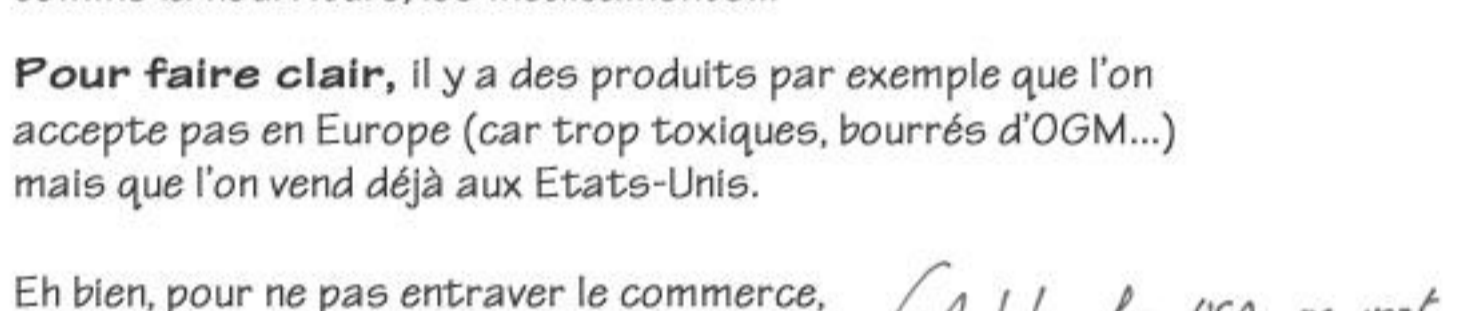 Pour faire clair, il y a des produits par exemple que l'on
accepte pas en Europe (car trop toxiques, bourrés d'OGM...)
mais que l'on vend déjà aux Etats-Unis.
Eh bien, pour ne pas entraver le commerce,